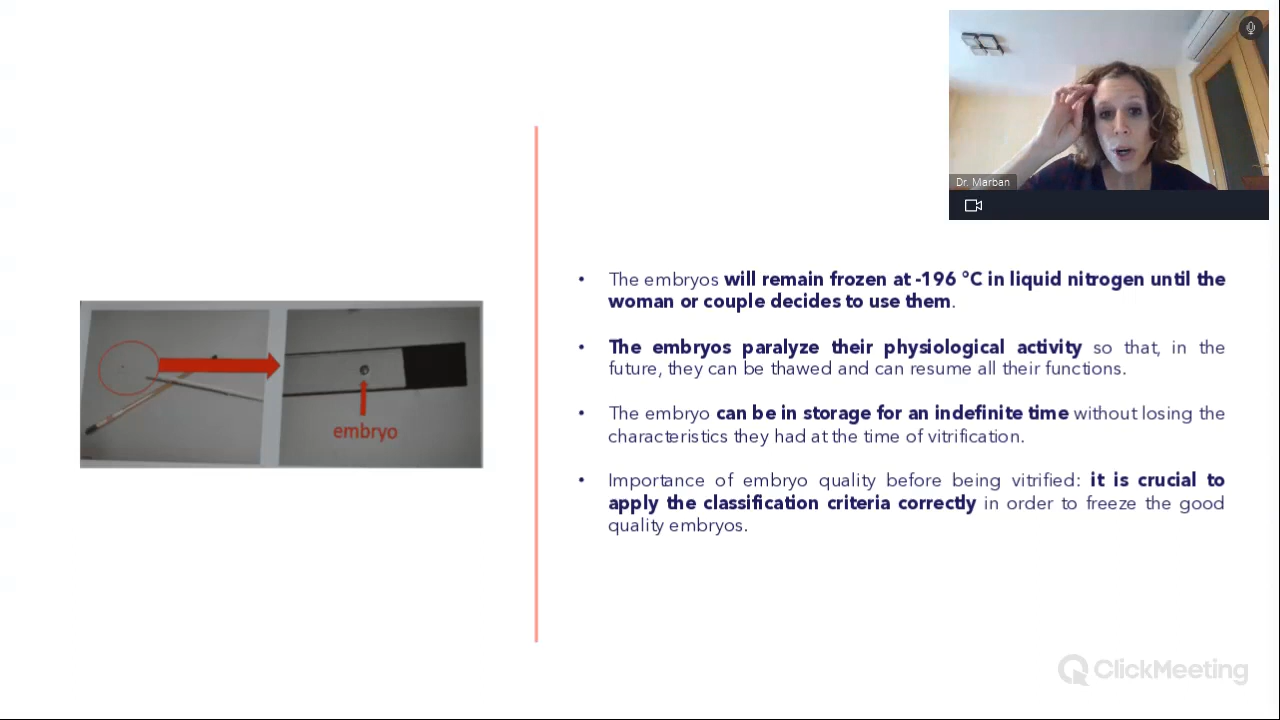 Dr. Marban
• The embryos will remain frozen at -196 °C in liquid nitrogen until the
woman or couple decides to use them.
• The embryos paralyze their physiological activity so that, in the
future, they can be thawed and can resume all their functions.
embryo
• The embryo can be in storage for an indefinite time without losing the
characteristics they had at the time of vitrification.
• Importance of embryo quality before being vitrified: it is crucial to
apply the classification criteria correctly in order to freeze the good
quality embryos.
ClickMeeting